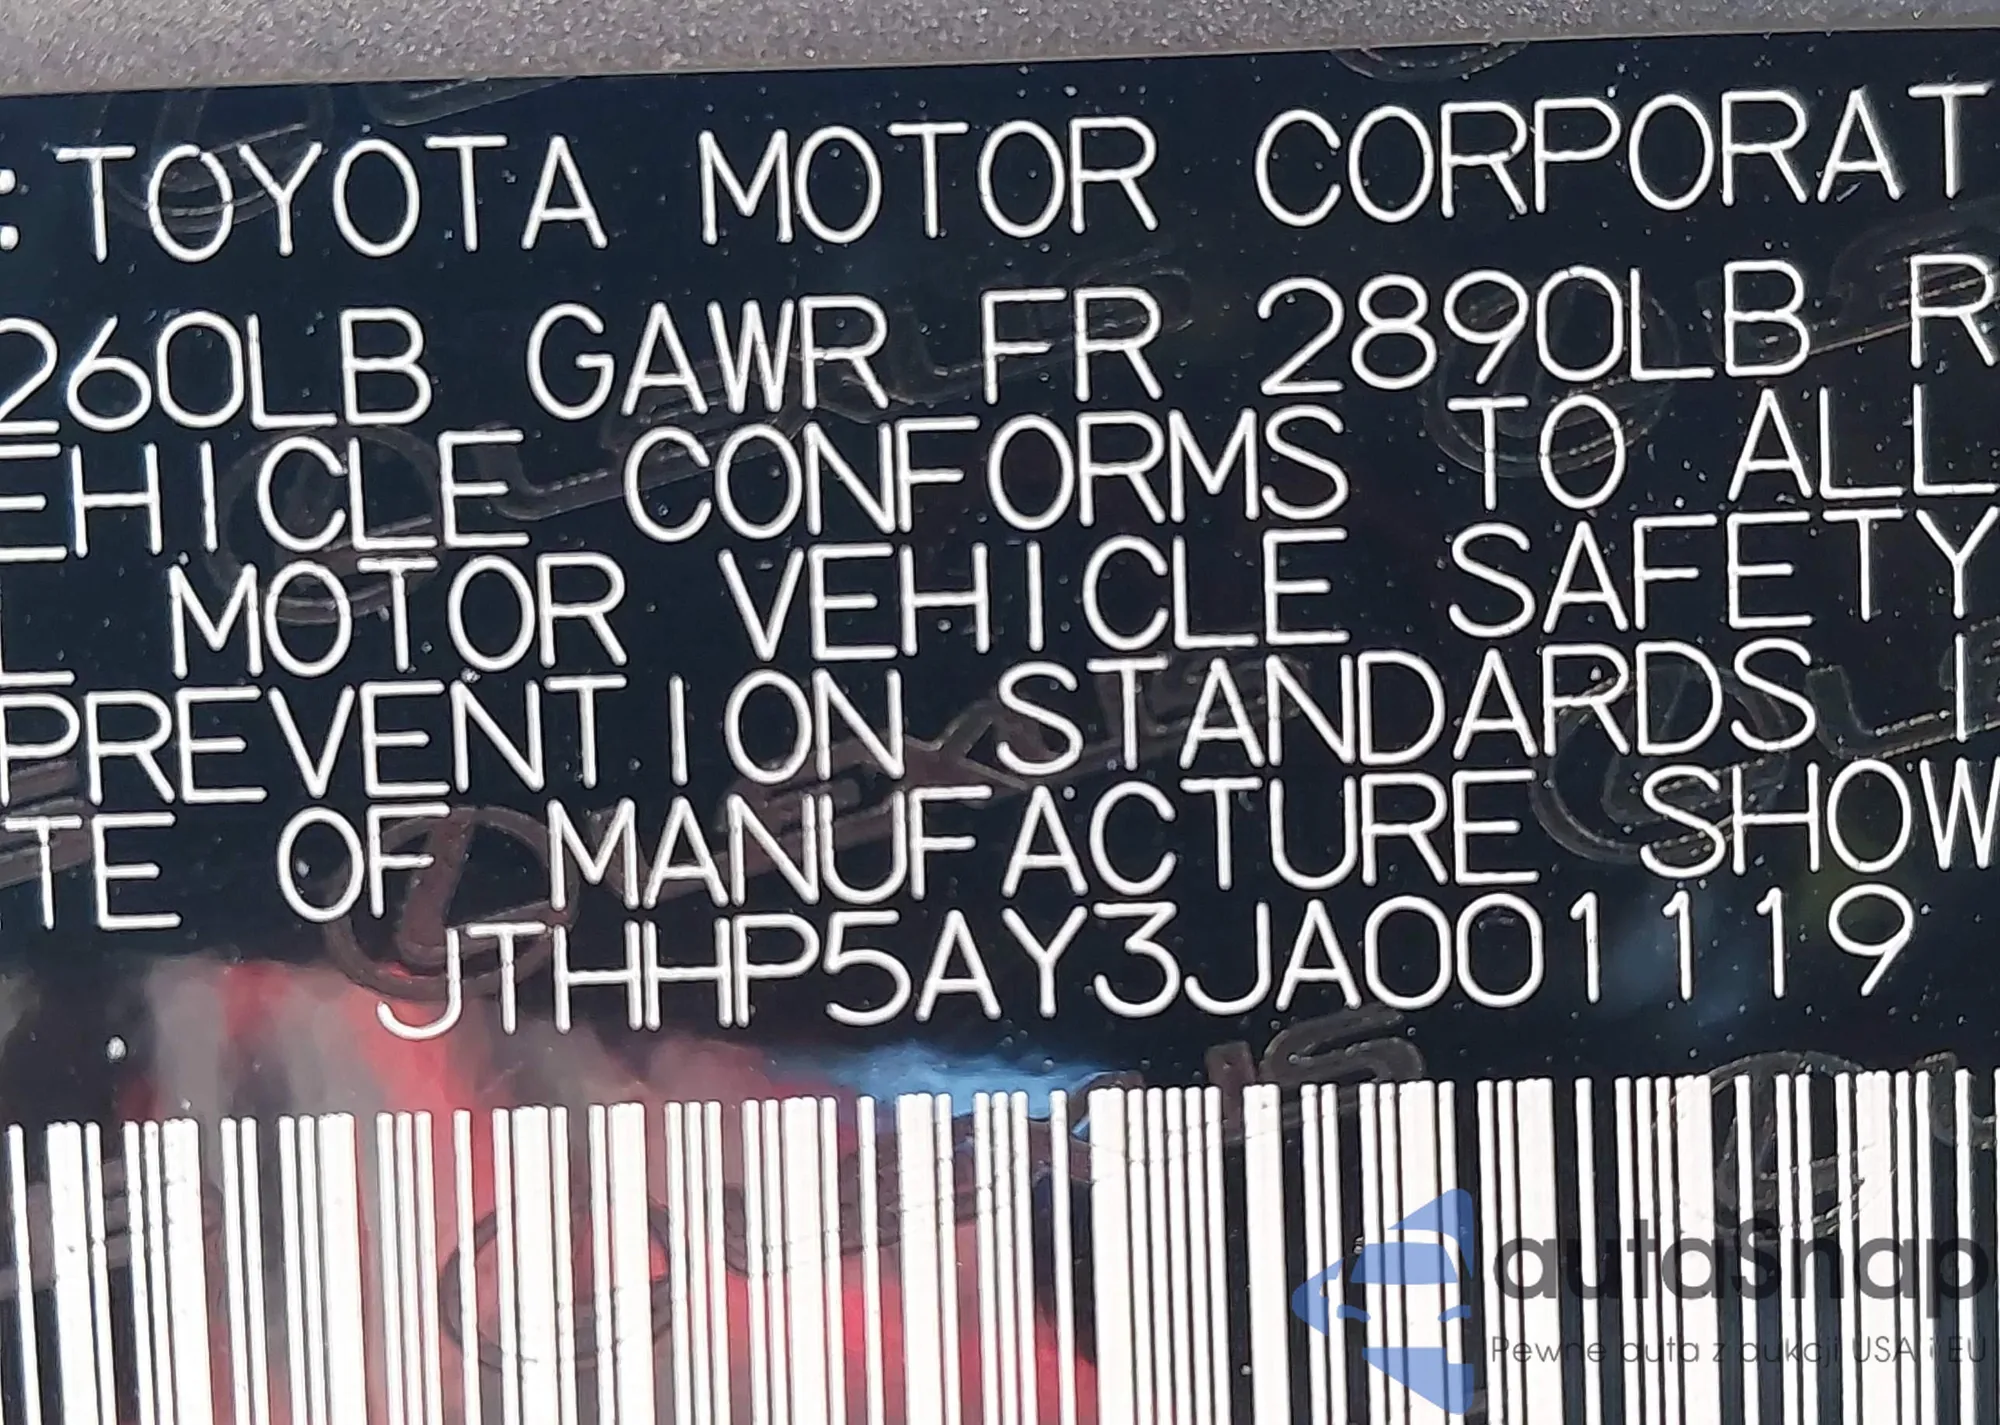 :TOYOTA MOTOR CORPORAT
260LB GAWR FR 2890LB R
EHICLE CONFORMS TO ALL
L MOTOR VEHICLE SAFETY
PREVENTION STANDARDS I
TE OF MANUFACTURE SHOW
JTHHP5AY3JA001119
autaSnap
Pewne auta z aukcji USA i EU